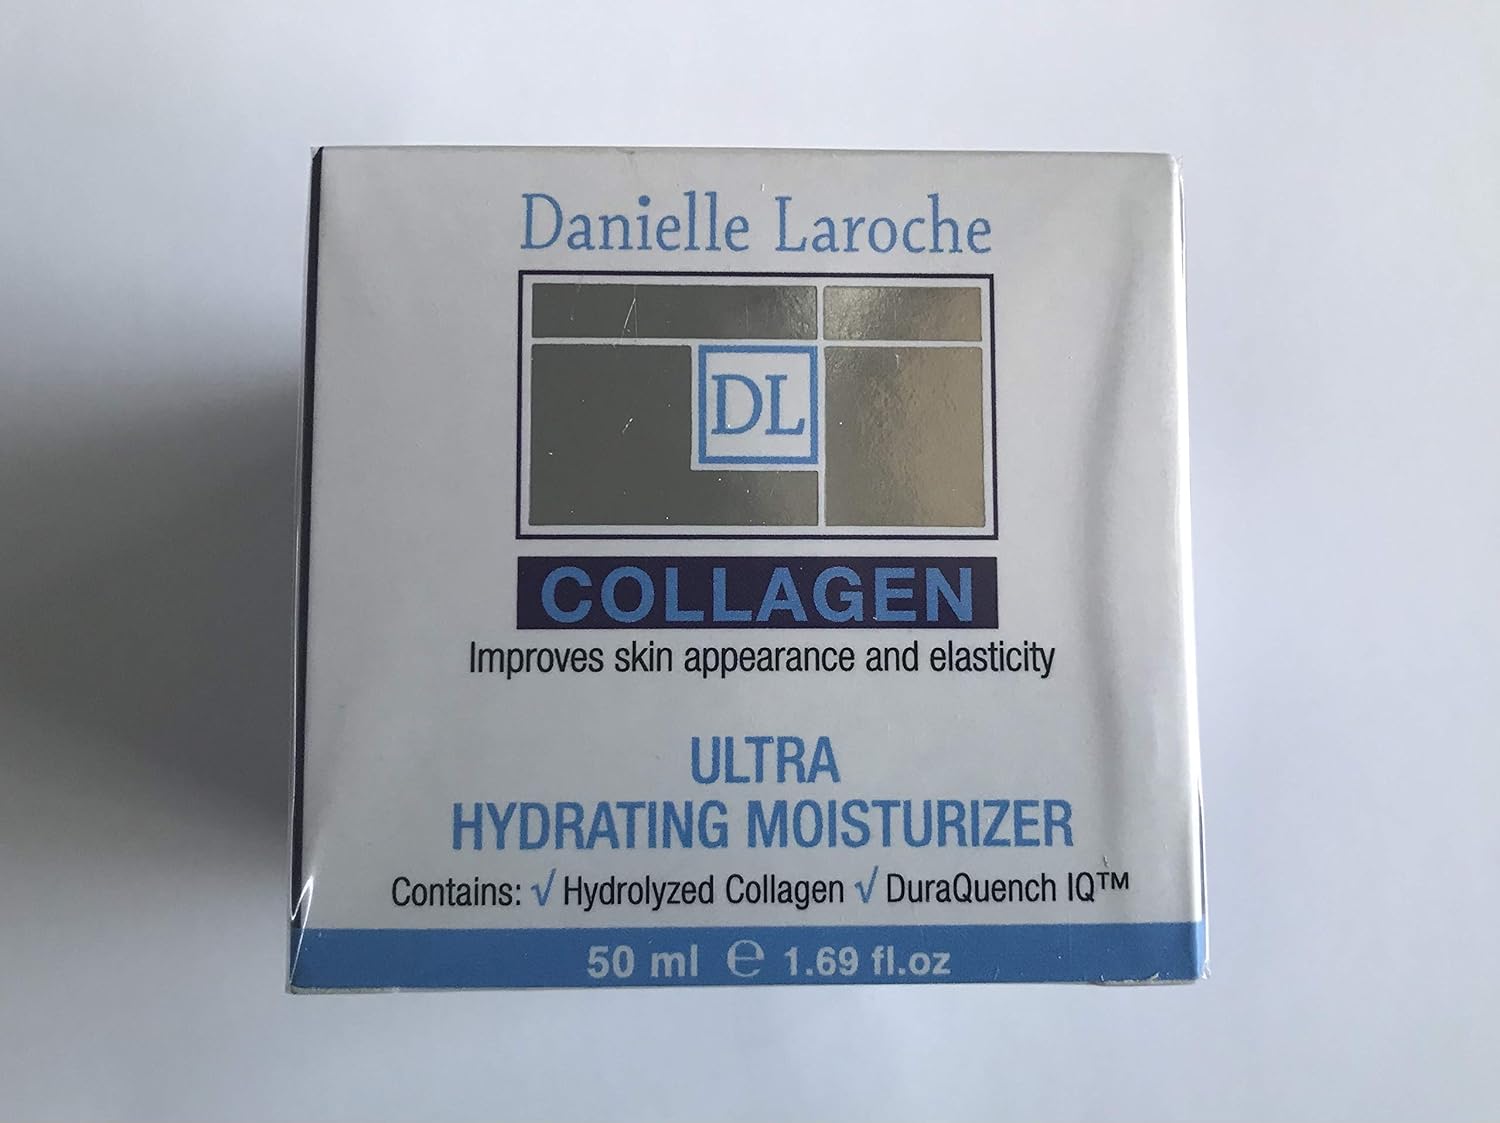 Danielle Laroche
DL
COLLAGEN
Improves skin appearance and elasticity
ULTRA
HYDRATING MOISTURIZER
Contains: √ Hydrolyzed Collagen √ DuraQuench IQ™
50 ml ℮ 1.69 fl.oz